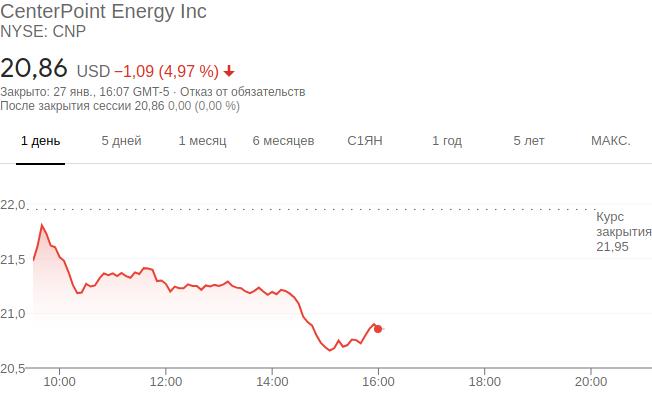 CenterPoint Energy Inc
NYSE: CNP
20,86 USD −1,09 (4,97 %)
Закрыто: 27 янв., 16:07 GMT-5 · Отказ от обязательств
После закрытия сессии 20,86 0,00 (0,00 %)
1 день 5 дней 1 месяц 6 месяцев С1ЯН 1 год 5 лет МАКС.
22,0
Курс
закрытия
21,95
21,5
21,0
20,5
10:00 12:00 14:00 16:00 18:00 20:00